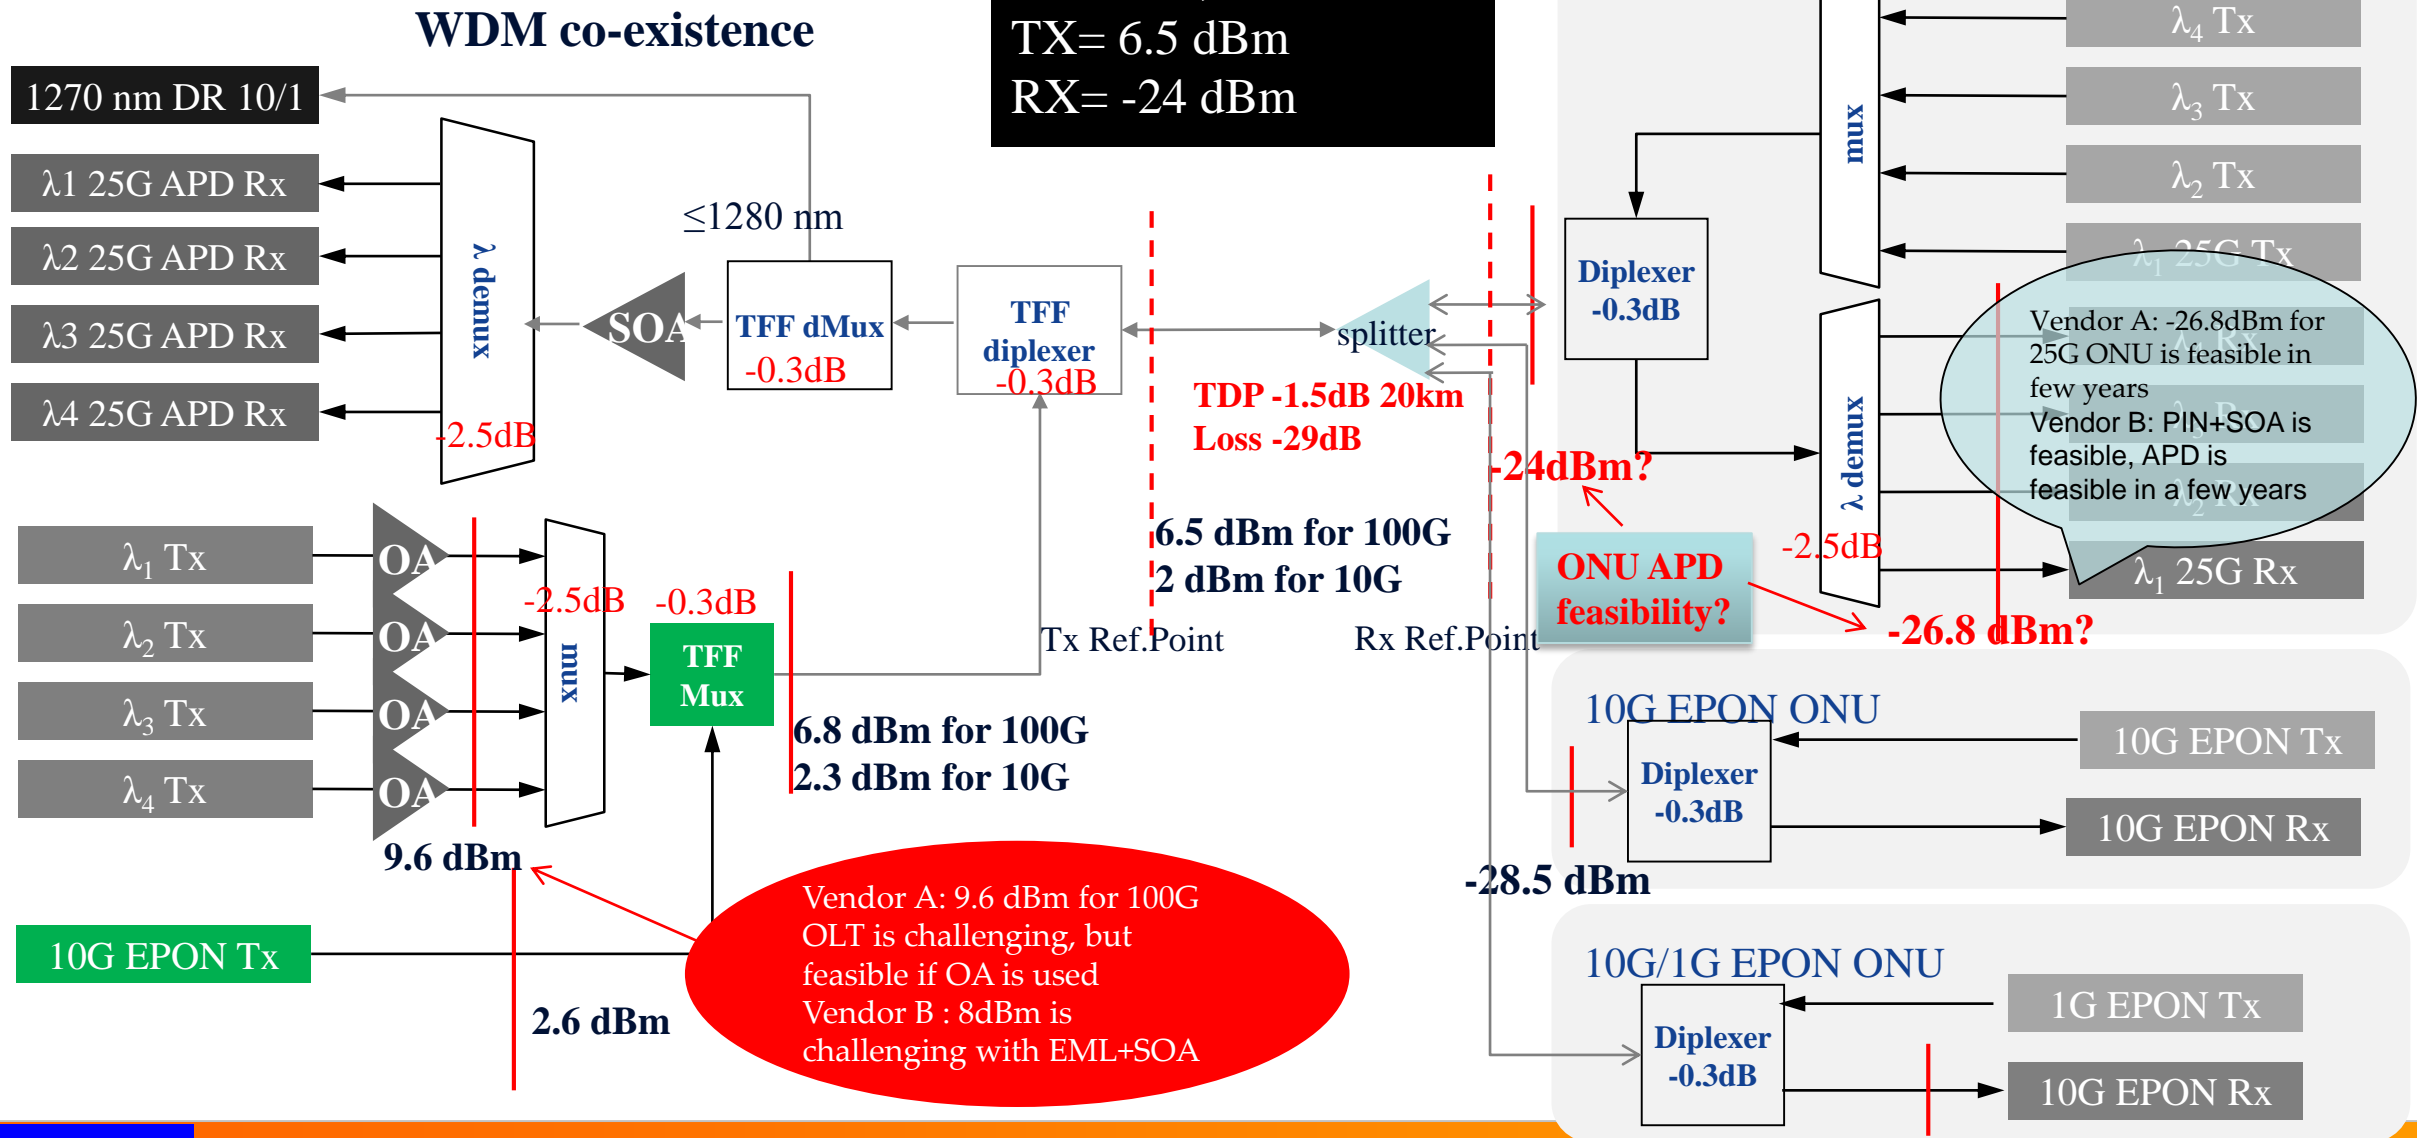 WDM co-existence
TX= 6.5 dBm
RX= -24 dBm
1270 nm DR 10/1
λ1 25G APD Rx
λ2 25G APD Rx
λ3 25G APD Rx
λ4 25G APD Rx
λ demux
-2.5dB
SOA
≤1280 nm
TFF dMux
-0.3dB
TFF
diplexer
-0.3dB
TDP -1.5dB 20km
Loss -29dB
splitter
6.5 dBm for 100G
2 dBm for 10G
Tx Ref.Point
Rx Ref.Point
λ1 Tx
λ2 Tx
λ3 Tx
λ4 Tx
OA
OA
OA
OA
9.6 dBm
-2.5dB
mux
-0.3dB
TFF
Mux
6.8 dBm for 100G
2.3 dBm for 10G
10G EPON Tx
2.6 dBm
Vendor A: 9.6 dBm for 100G
OLT is challenging, but
feasible if OA is used
Vendor B : 8dBm is
challenging with EML+SOA
λ4 Tx
λ3 Tx
λ2 Tx
λ1 25G Tx
mux
Diplexer
-0.3dB
λ demux
-2.5dB
Vendor A: -26.8dBm for
25G ONU is feasible in
few years
Vendor B: PIN+SOA is
feasible, APD is
feasible in a few years
Rx
Rx
λ2 Rx
λ1 25G Rx
-24dBm?
ONU APD
feasibility?
-26.8 dBm?
10G EPON ONU
Diplexer
-0.3dB
10G EPON Tx
10G EPON Rx
-28.5 dBm
10G/1G EPON ONU
Diplexer
-0.3dB
1G EPON Tx
10G EPON Rx